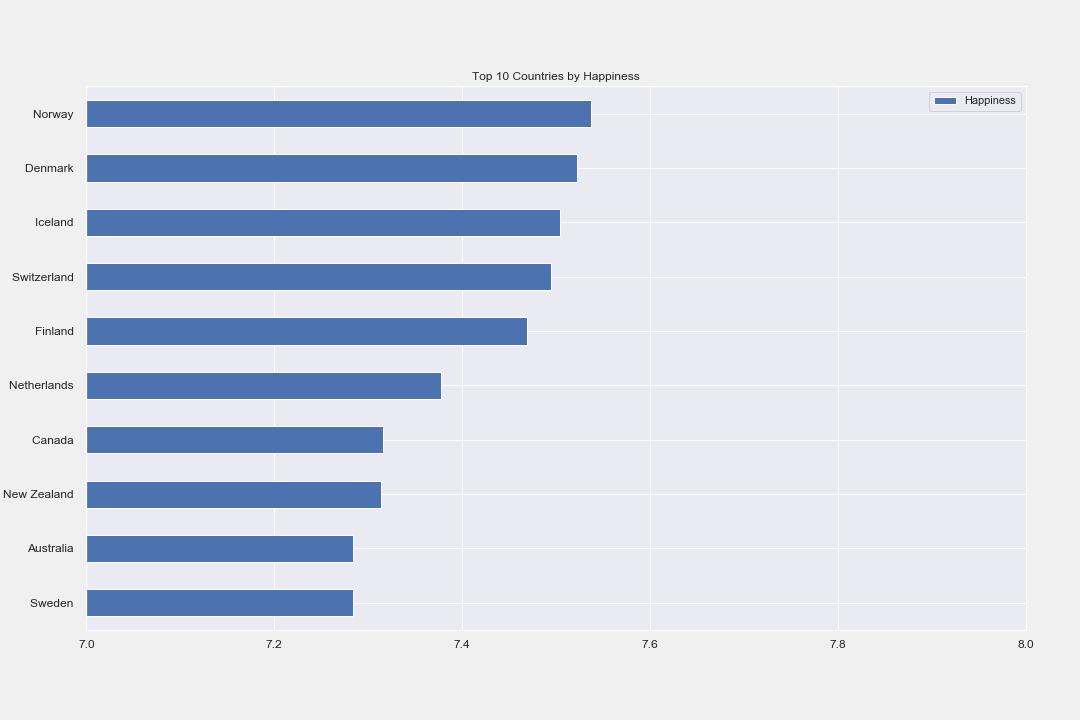 Top 10 Countries by Happiness
Happiness
Norway
Denmark
Iceland
Switzerland
Finland
Netherlands
Canada
New Zealand
Australia
Sweden
7.0 7.2 7.4 7.6 7.8 8.0